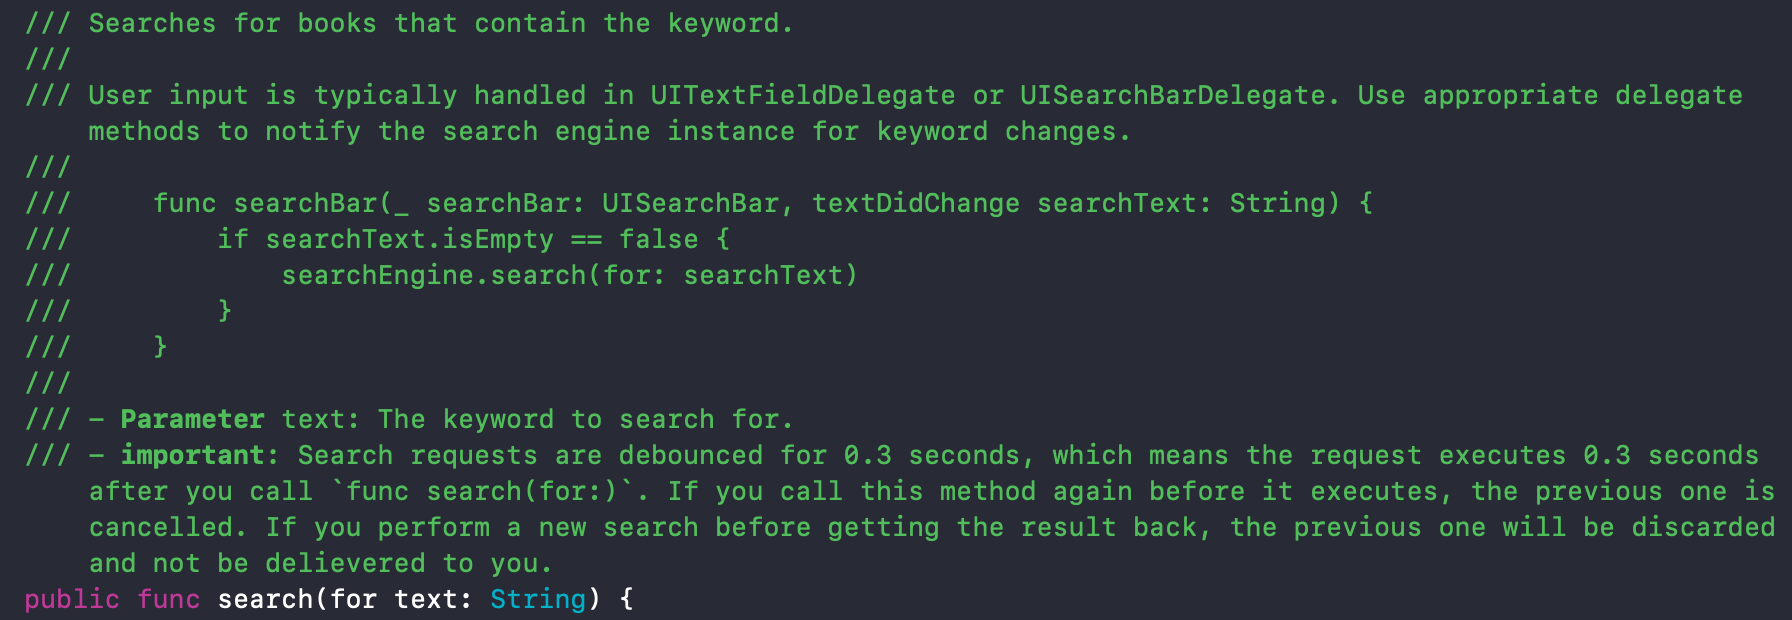 /// Searches for books that contain the keyword.
///
/// User input is typically handled in UITextFieldDelegate or UISearchBarDelegate. Use appropriate delegate
    methods to notify the search engine instance for keyword changes.
///
///     func searchBar(_ searchBar: UISearchBar, textDidChange searchText: String) {
///         if searchText.isEmpty == false {
///             searchEngine.search(for: searchText)
///         }
///     }
///
/// - Parameter text: The keyword to search for.
/// - important: Search requests are debounced for 0.3 seconds, which means the request executes 0.3 seconds
    after you call `func search(for:)`. If you call this method again before it executes, the previous one is
    cancelled. If you perform a new search before getting the result back, the previous one will be discarded
    and not be delievered to you.
public func search(for text: String) {